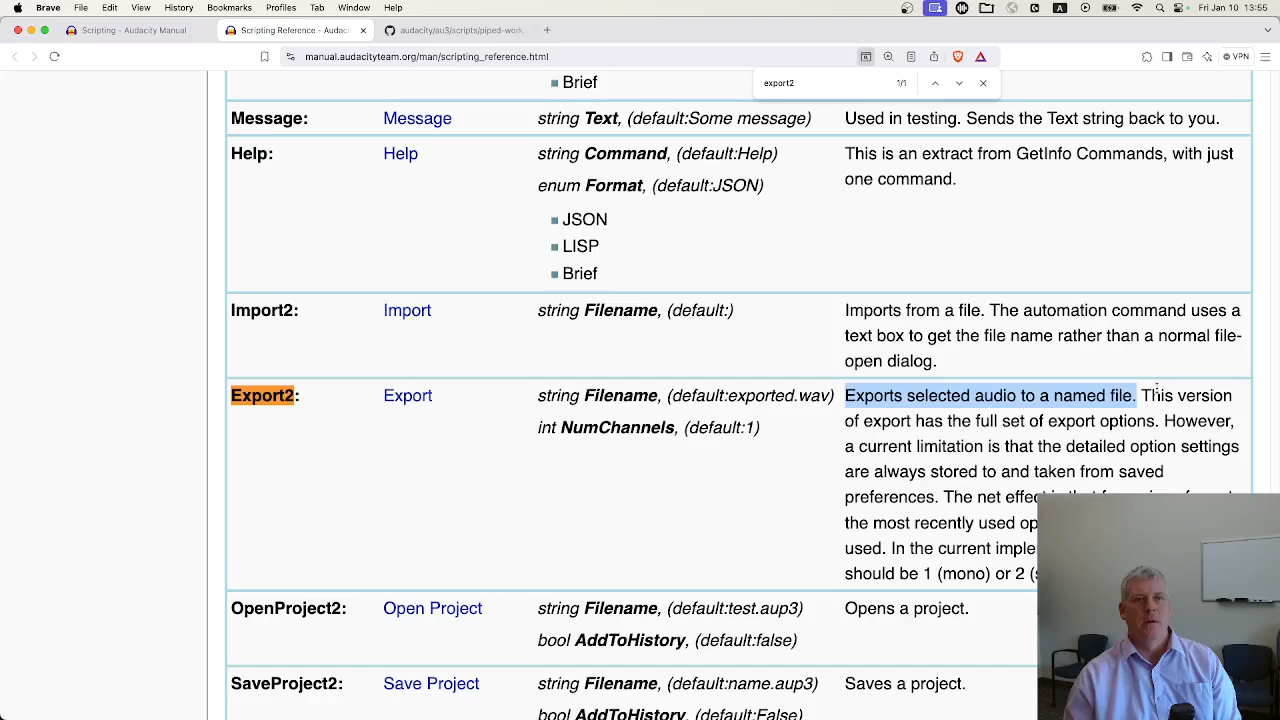 Brave File Edit View History Bookmarks Profiles Tab Window Help
A Fri Jan 10 13:55
Scripting - Audacity Manual
Scripting Reference - Audacity
audacity/au3/scripts/piped-work
manual.audacityteam.org/man/scripting_reference.html
VPN
export2 1/1
Brief
Message: Message string Text, (default:Some message) Used in testing. Sends the Text string back to you.
Help: Help string Command, (default:Help) This is an extract from GetInfo Commands, with just
one command.
enum Format, (default:JSON)
JSON
LISP
Brief
Import2: Import string Filename, (default:) Imports from a file. The automation command uses a
text box to get the file name rather than a normal file-
open dialog.
Export2: Export string Filename, (default:exported.wav) Exports selected audio to a named file. This version
int NumChannels, (default:1) of export has the full set of export options. However,
a current limitation is that the detailed option settings
are always stored to and taken from saved
preferences. The net effect is that
the most recently used
used. In the current
should be 1 (mono) or 2
OpenProject2: Open Project string Filename, (default:test.aup3) Opens a project.
bool AddToHistory, (default:false)
SaveProject2: Save Project string Filename, (default:name.aup3) Saves a project.
bool AddToHistory, (default:False)